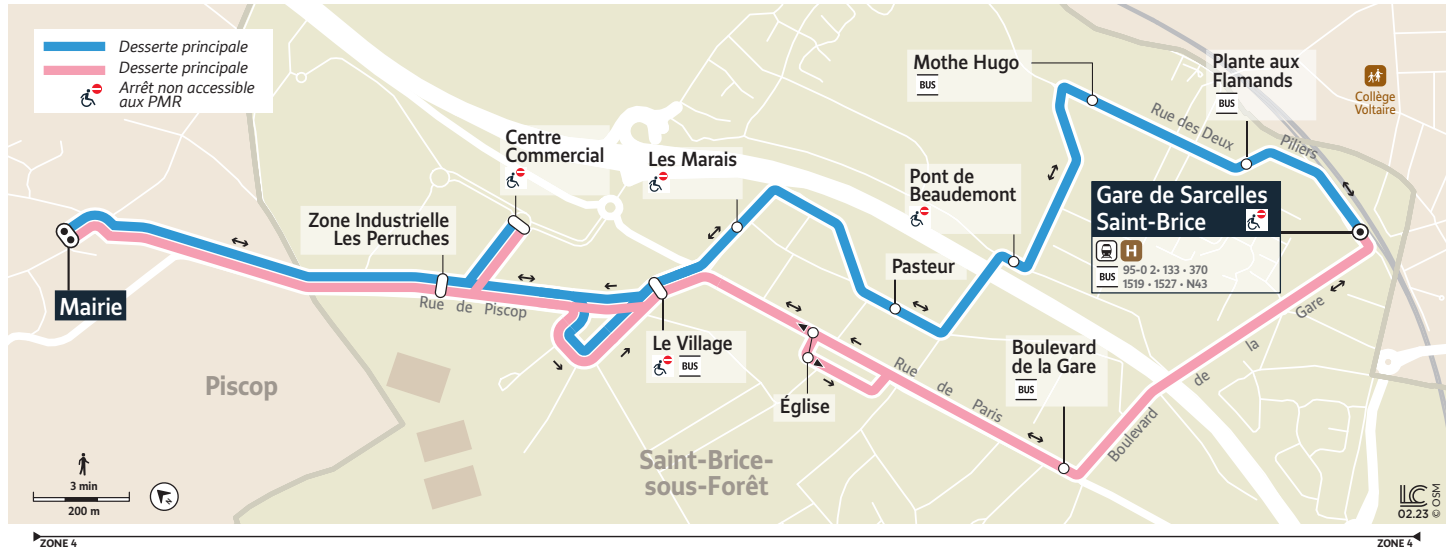 Desserte principale
Desserte principale
Arrêt non accessible
aux PMR
Mairie
Zone Industrielle
Les Perruches
Centre
Commercial
Les Marais
Le Village
BUS
Église
Pasteur
Pont de
Beaudemont
Mothe Hugo
BUS
Plante aux
Flamands
BUS
Collège
Voltaire
Gare de Sarcelles
Saint-Brice
H
BUS
95-0 2 • 133 • 370
1519 • 1527 • N43
Boulevard
de la Gare
BUS
Rue de Piscop
Rue des Deux Piliers
Rue de Paris
Boulevard de la Gare
Piscop
Saint-Brice-
sous-Forêt
3 min
200 m
N
LC
02.23
© OSM
ZONE 4
ZONE 4